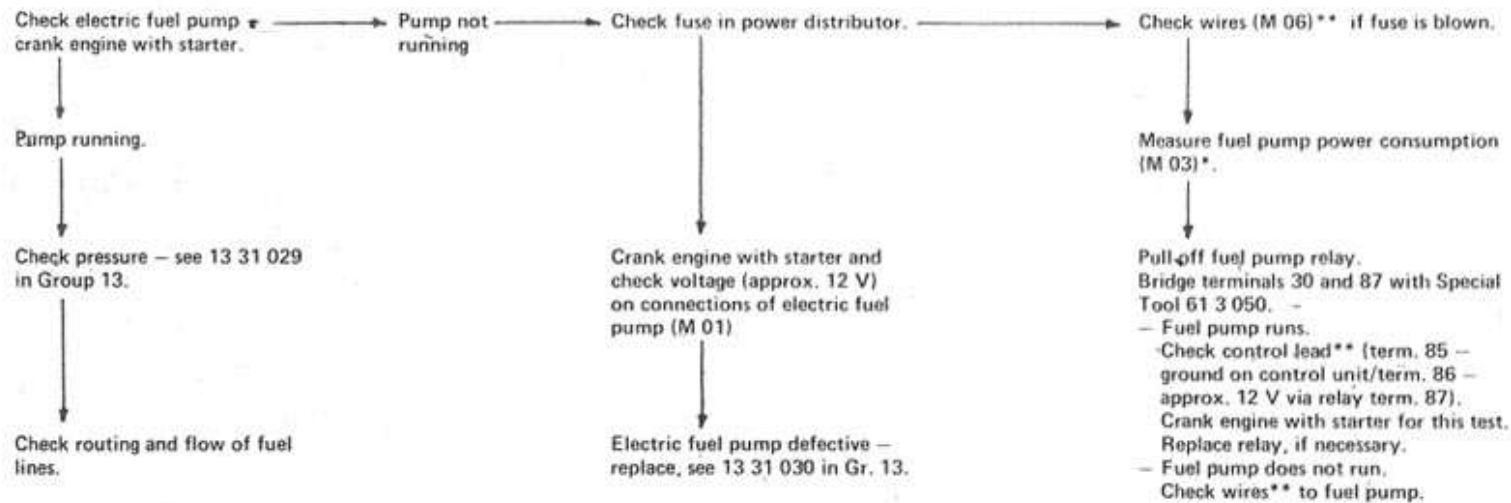 Check electric fuel pump –
crank engine with starter.
Pump not
running
Check fuse in power distributor.
Check wires (M 06)** if fuse is blown.
Pump running.
Measure fuel pump power consumption
(M 03)*.
Check pressure – see 13 31 029
in Group 13.
Crank engine with starter and
check voltage (approx. 12 V)
on connections of electric fuel
pump (M 01)
Pull off fuel pump relay.
Bridge terminals 30 and 87 with Special
Tool 61 3 050. –
– Fuel pump runs.
Check control lead** (term. 85 –
ground on control unit/term. 86 –
approx. 12 V via relay term. 87).
Crank engine with starter for this test.
Replace relay, if necessary.
– Fuel pump does not run.
Check wires** to fuel pump.
Check routing and flow of fuel
lines.
Electric fuel pump defective –
replace, see 13 31 030 in Gr. 13.